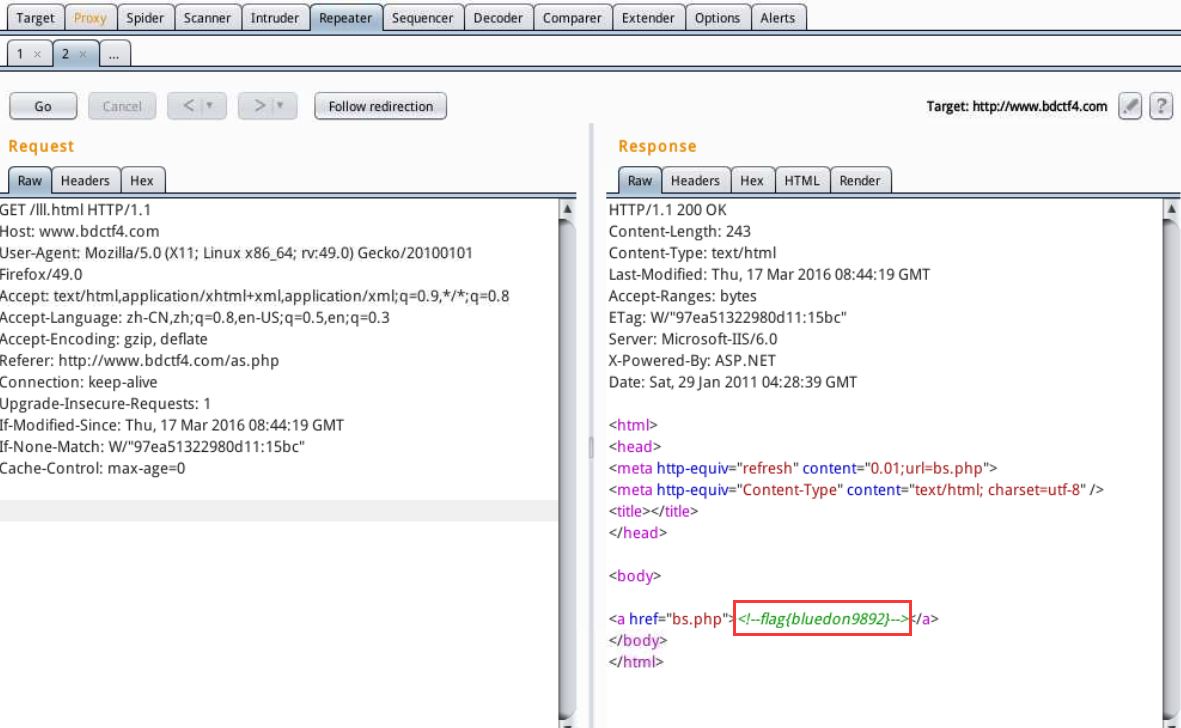 Target Proxy Spider Scanner Intruder Repeater Sequencer Decoder Comparer Extender Options Alerts
1 × 2 × ...
Go Cancel < ▼ > ▼ Follow redirection Target: http://www.bdctf4.com ?
Request
Raw Headers Hex
GET /lll.html HTTP/1.1
Host: www.bdctf4.com
User-Agent: Mozilla/5.0 (X11; Linux x86_64; rv:49.0) Gecko/20100101
Firefox/49.0
Accept: text/html,application/xhtml+xml,application/xml;q=0.9,*/*;q=0.8
Accept-Language: zh-CN,zh;q=0.8,en-US;q=0.5,en;q=0.3
Accept-Encoding: gzip, deflate
Referer: http://www.bdctf4.com/as.php
Connection: keep-alive
Upgrade-Insecure-Requests: 1
If-Modified-Since: Thu, 17 Mar 2016 08:44:19 GMT
If-None-Match: W/"97ea51322980d11:15bc"
Cache-Control: max-age=0
Response
Raw Headers Hex HTML Render
HTTP/1.1 200 OK
Content-Length: 243
Content-Type: text/html
Last-Modified: Thu, 17 Mar 2016 08:44:19 GMT
Accept-Ranges: bytes
ETag: W/"97ea51322980d11:15bc"
Server: Microsoft-IIS/6.0
X-Powered-By: ASP.NET
Date: Sat, 29 Jan 2011 04:28:39 GMT
<html>
<head>
<meta http-equiv="refresh" content="0.01;url=bs.php">
<meta http-equiv="Content-Type" content="text/html; charset=utf-8" />
<title></title>
</head>
<body>
<a href="bs.php"><!--flag{bluedon9892}--></a>
</body>
</html>